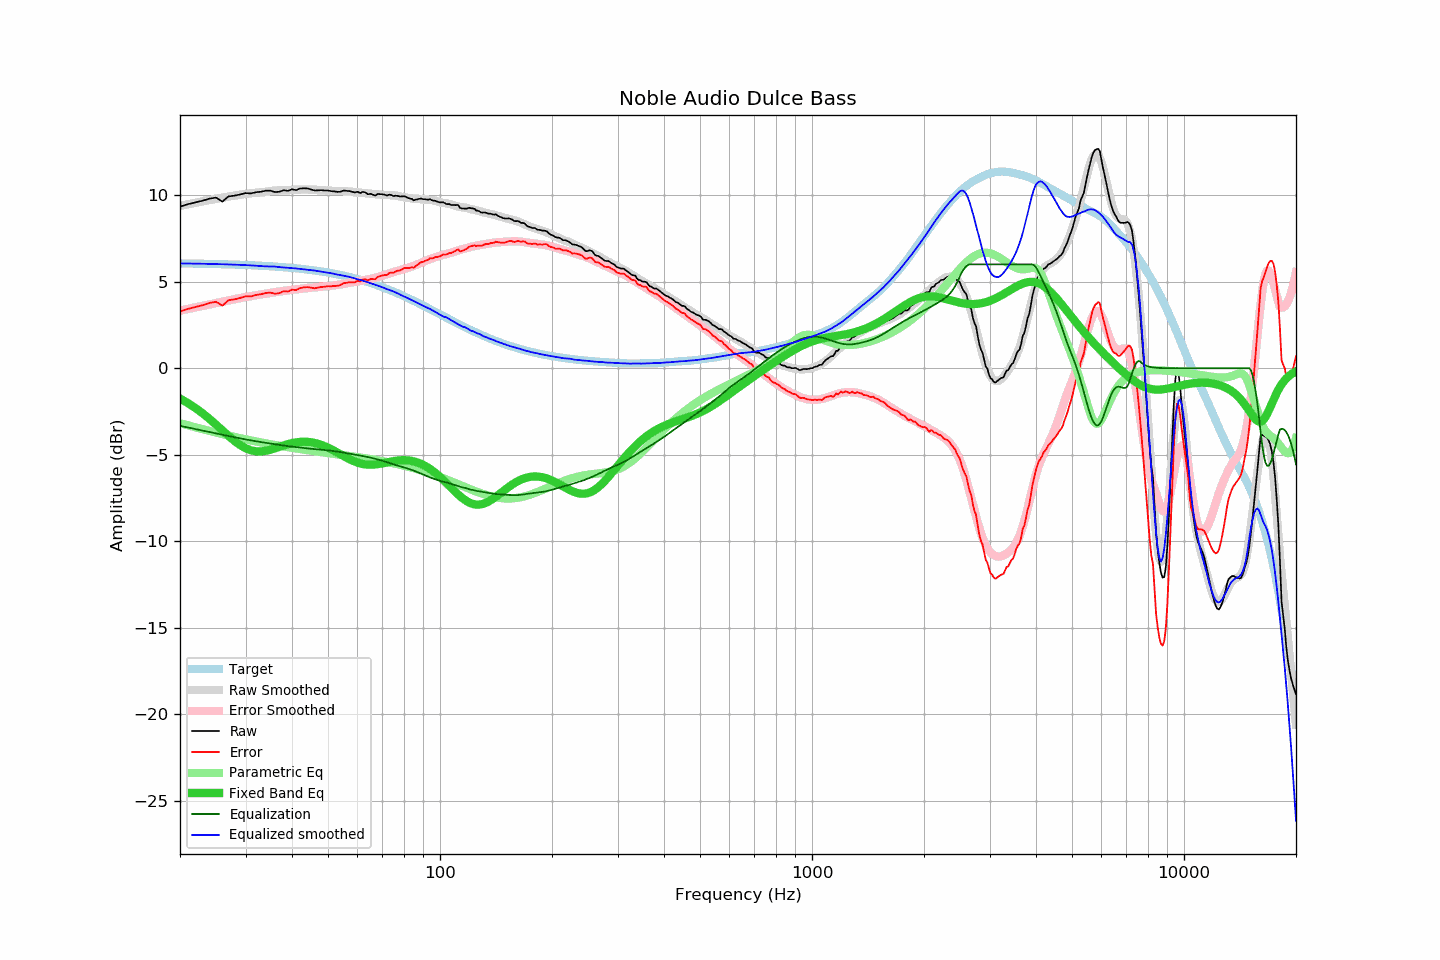 Noble Audio Dulce Bass
10
5
0
−5
−10
−15
−20
−25
Amplitude (dBr)
Target
Raw Smoothed
Error Smoothed
Raw
Error
Parametric Eq
Fixed Band Eq
Equalization
Equalized smoothed
100 1000 10000
Frequency (Hz)